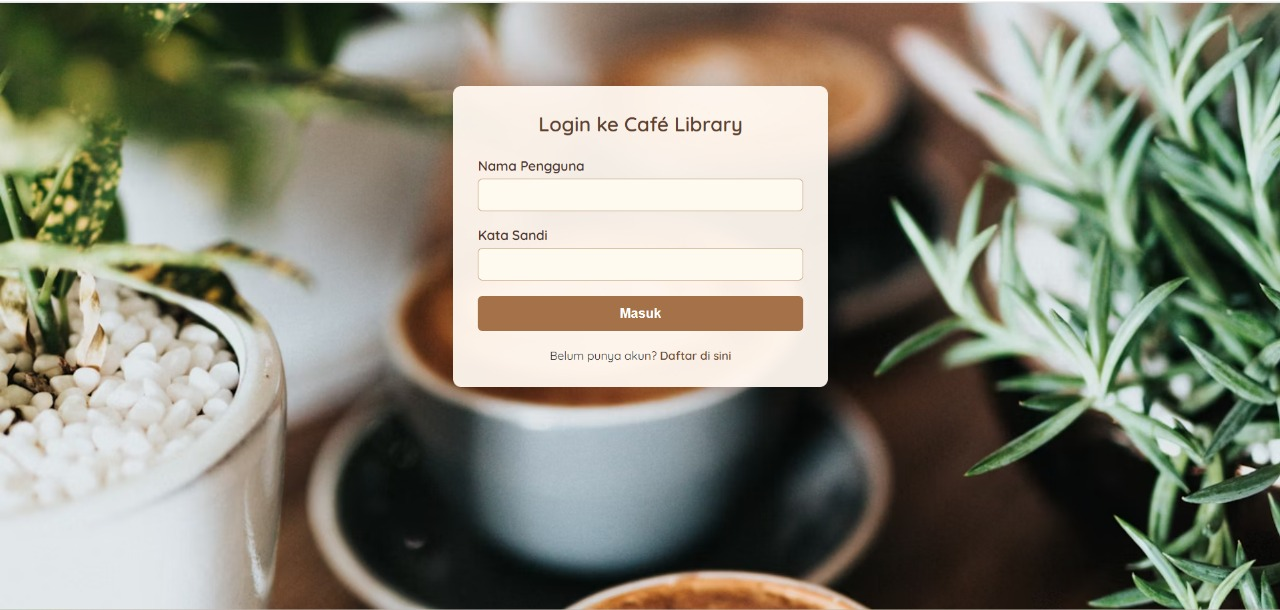 Login ke Café Library
Nama Pengguna
Kata Sandi
Masuk
Belum punya akun? Daftar di sini